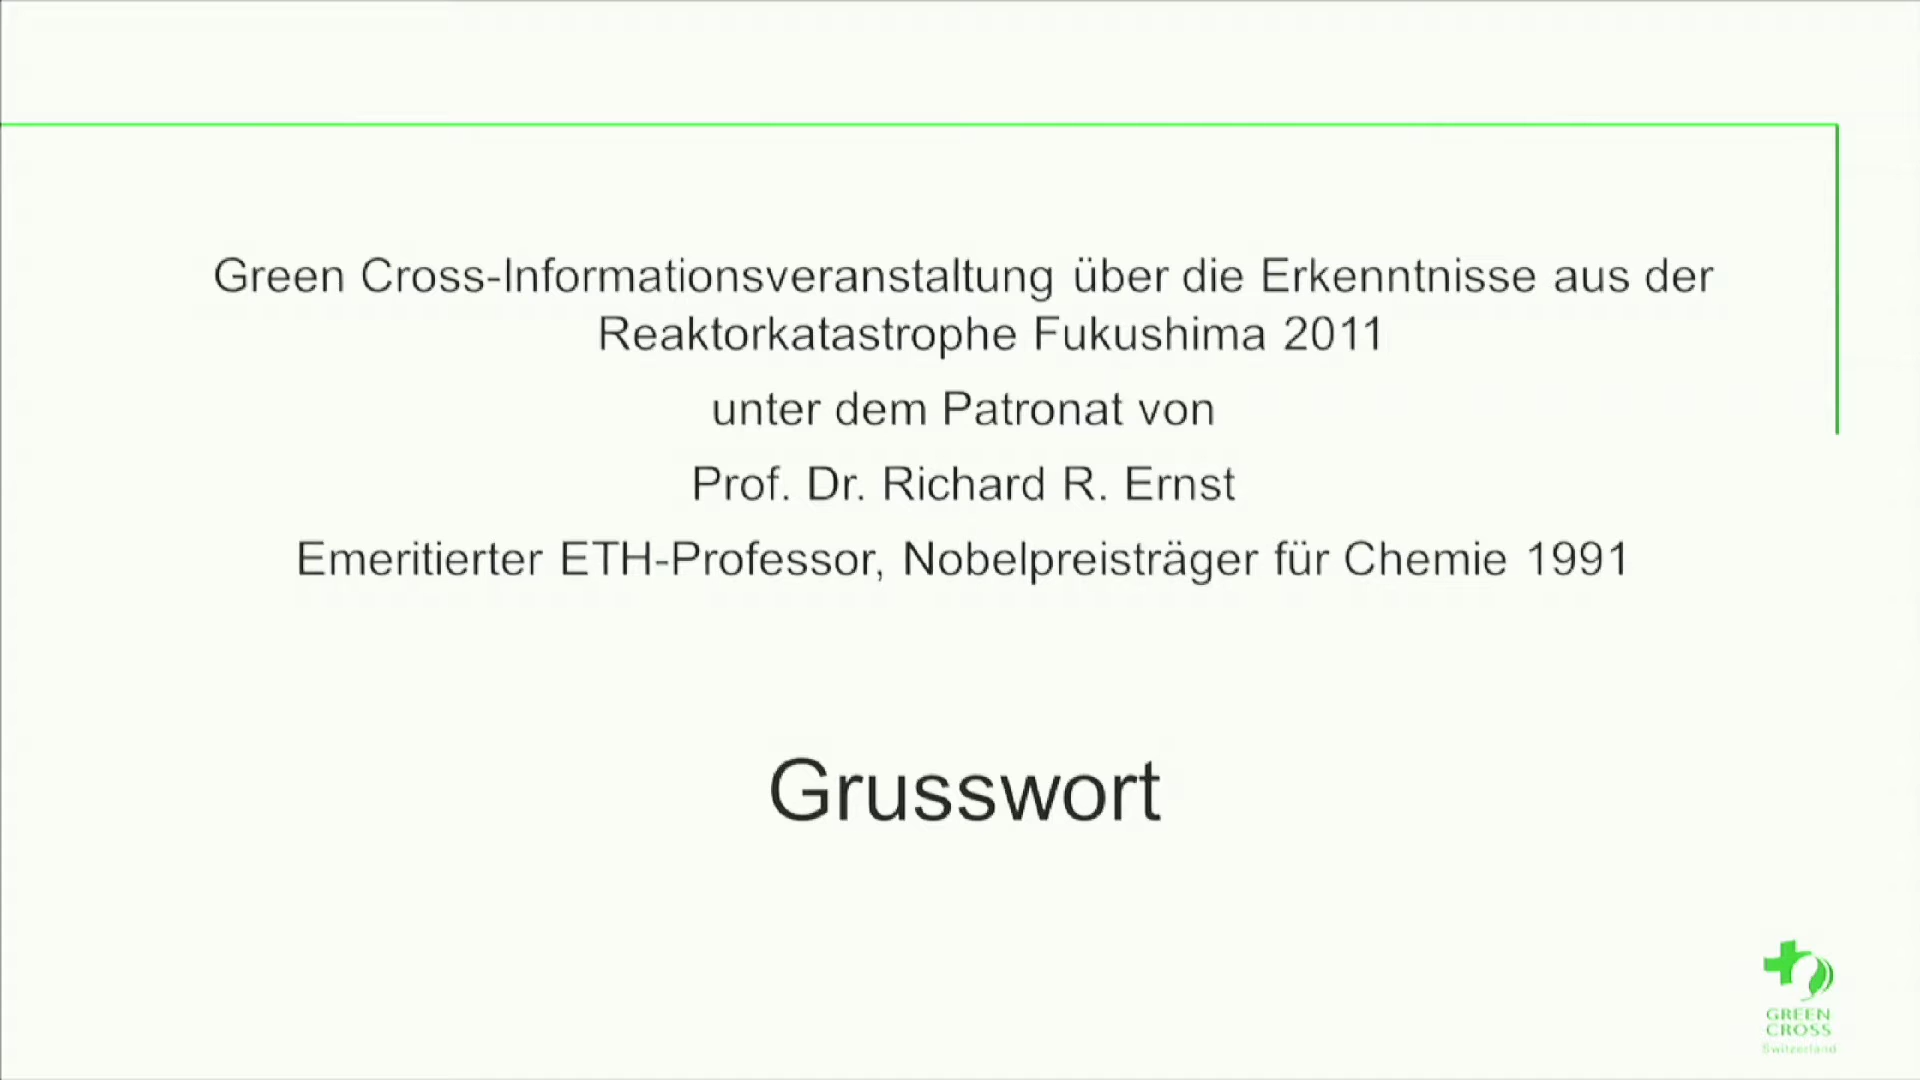 Green Cross-Informationsveranstaltung über die Erkenntnisse aus der
Reaktorkatastrophe Fukushima 2011
unter dem Patronat von
Prof. Dr. Richard R. Ernst
Emeritierter ETH-Professor, Nobelpreisträger für Chemie 1991
Grusswort
GREEN
CROSS
Switzerland